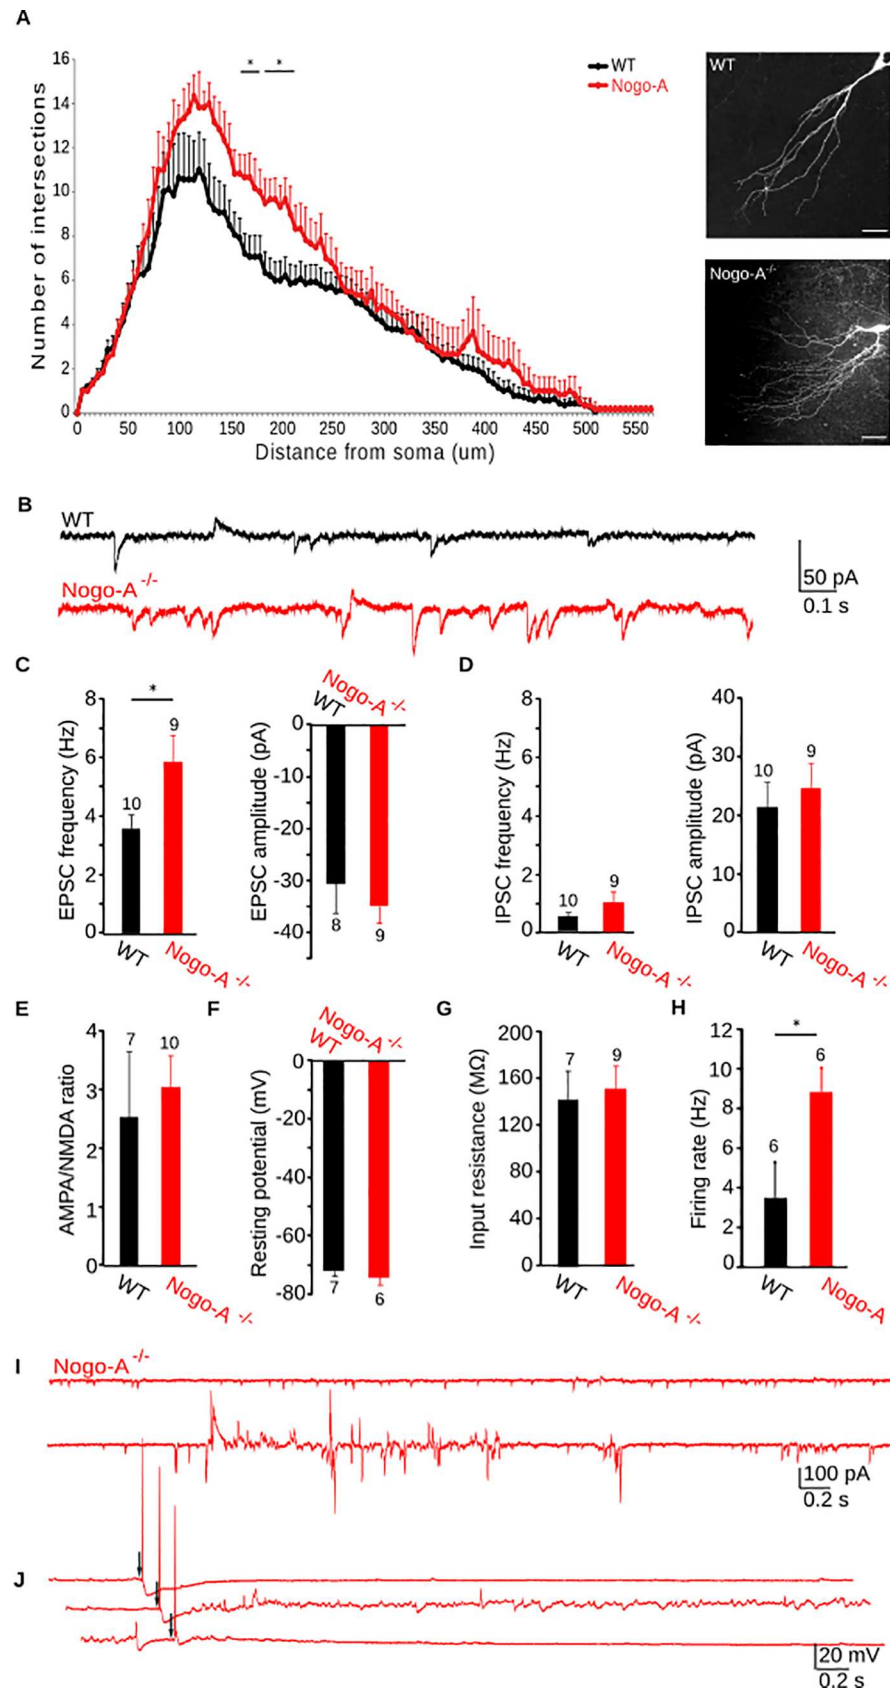 A
16
14
12
10
8
6
4
2
0
Number of intersections
* *
WT
Nogo-A
0 50 100 150 200 250 300 350 400 450 500 550
Distance from soma (um)
WT
Nogo-A-/-
B
WT
Nogo-A -/-
50 pA
0.1 s
C
8
6
4
2
0
EPSC frequency (Hz)
*
10
9
WT
Nogo-A -/-
Nogo-A -/-
WT
0
-10
-20
-30
-40
EPSC amplitude (pA)
8
9
D
8
6
4
2
0
IPSC frequency (Hz)
10
9
WT
Nogo-A -/-
40
30
20
10
0
IPSC amplitude (pA)
10
9
WT
Nogo-A -/-
E
4
3
2
1
0
AMPA/NMDA ratio
7
10
WT
Nogo-A -/-
F
Nogo-A -/-
WT
0
-20
-40
-60
-80
Resting potential (mV)
7
6
G
200
160
120
80
40
0
Input resistance (MΩ)
7
9
WT
Nogo-A -/-
H
12
10
8
6
4
2
0
Firing rate (Hz)
*
6
6
WT
Nogo-A
I
Nogo-A -/-
100 pA
0.2 s
J
20 mV
0.2 s